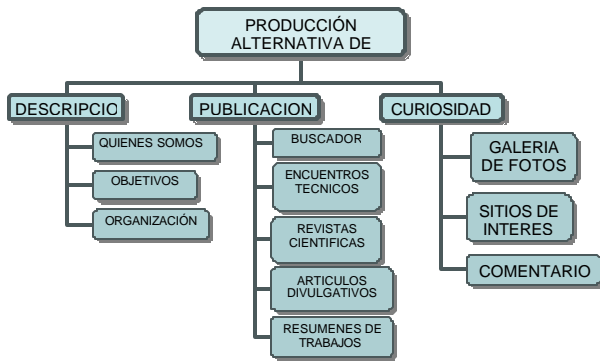 PRODUCCIÓN
ALTERNATIVA DE
DESCRIPCIO
PUBLICACION
CURIOSIDAD
QUIENES SOMOS
OBJETIVOS
ORGANIZACIÓN
BUSCADOR
ENCUENTROS
TECNICOS
REVISTAS
CIENTIFICAS
ARTICULOS
DIVULGATIVOS
RESUMENES DE
TRABAJOS
GALERIA
DE FOTOS
SITIOS DE
INTERES
COMENTARIO